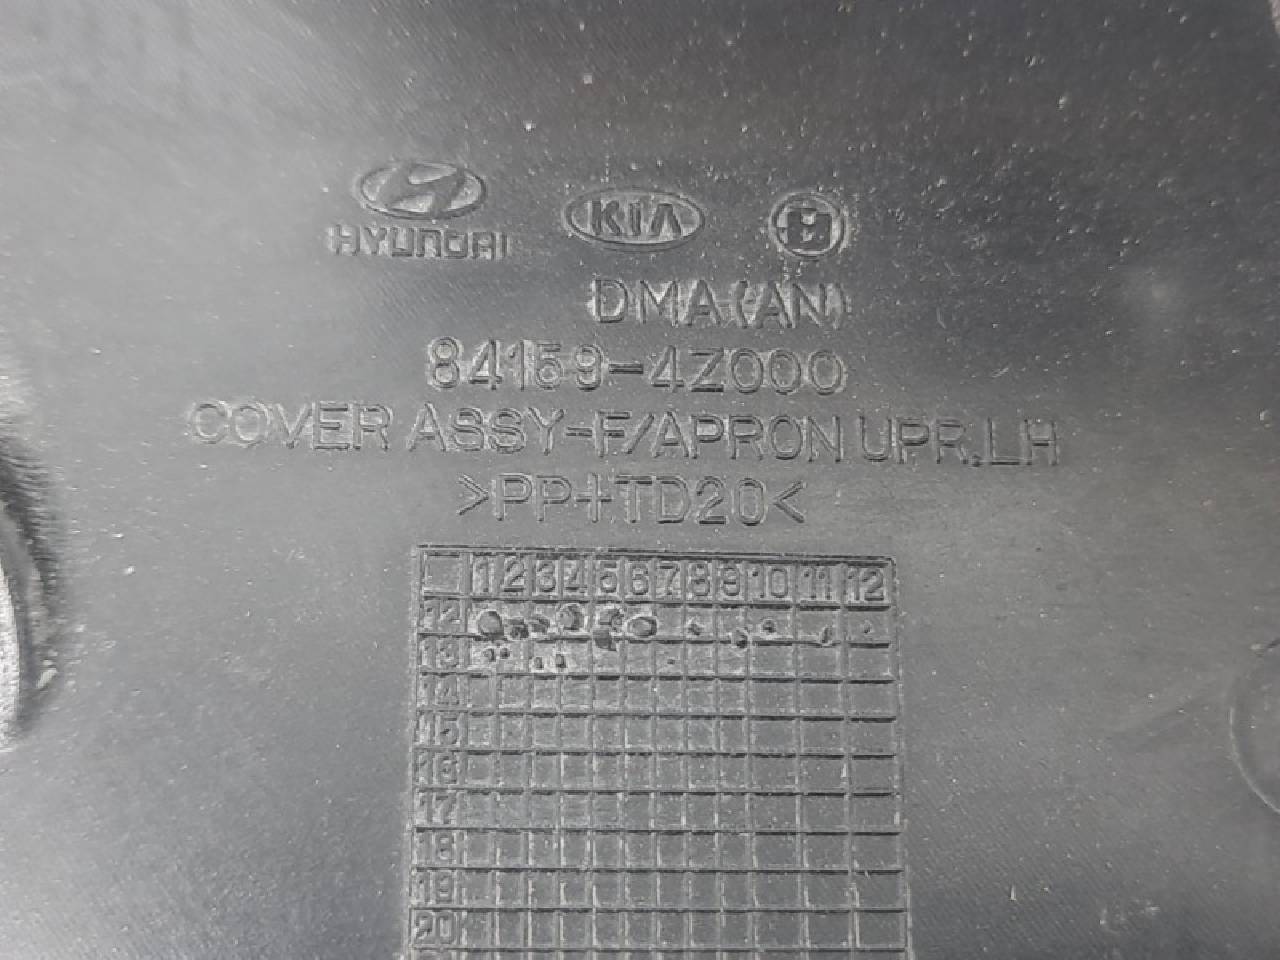 HYUNDAI KIA
DMA(AN)
84159-4Z000
COVER ASSY-F/APRON UPR.LH
>PP+TD20<
1 2 3 4 5 6 7 8 9 10 11 12
12
13
14
15
16
17
18
19
20